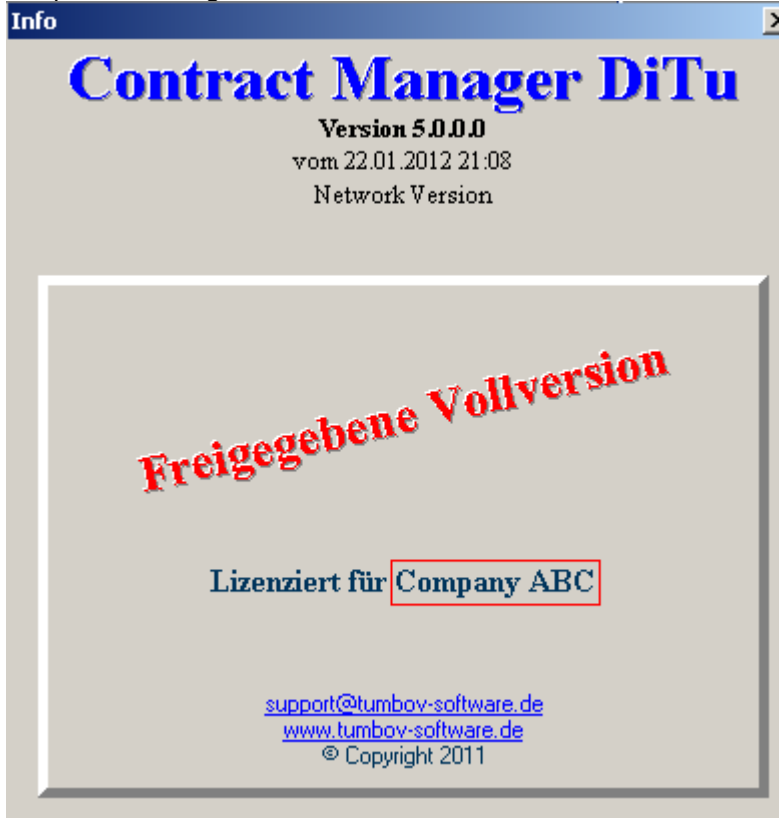 Info
Contract Manager DiTu
Version 5.0.0.0
vom 22.01.2012 21:08
Network Version
Freigegebene Vollversion
Lizenziert für Company ABC
support@tumbov-software.de
www.tumbov-software.de
© Copyright 2011